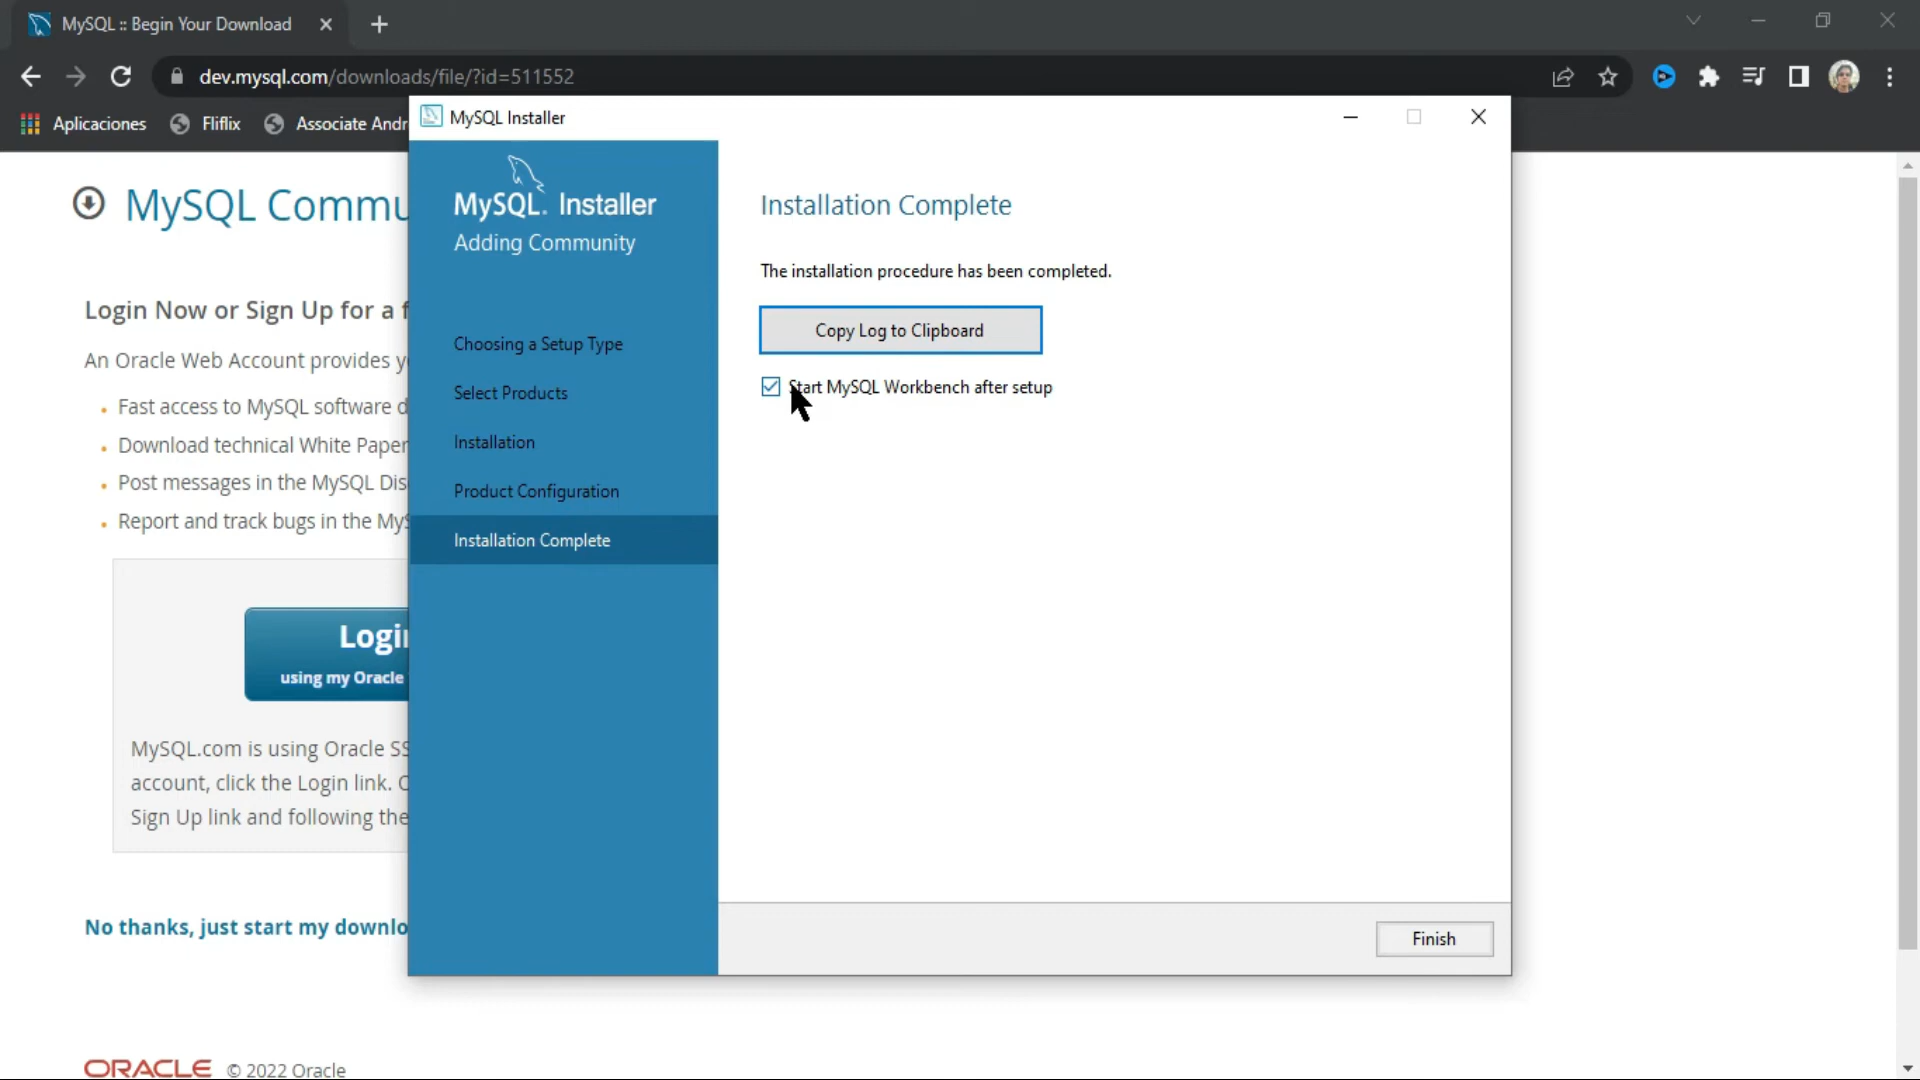 MySQL :: Begin Your Download
dev.mysql.com/downloads/file/?id=511552
Aplicaciones
Fliflix
Associate Andr
MySQL Installer
MySQL Commu
Login Now or Sign Up for a f
An Oracle Web Account provides y
Fast access to MySQL software d
Download technical White Paper
Post messages in the MySQL Dis
Report and track bugs in the MyS
Login
using my Oracle
MySQL.com is using Oracle SS
account, click the Login link. O
Sign Up link and following the
No thanks, just start my downlo
ORACLE © 2022 Oracle
MySQL. Installer
Adding Community
Choosing a Setup Type
Select Products
Installation
Product Configuration
Installation Complete
Installation Complete
The installation procedure has been completed.
Copy Log to Clipboard
Start MySQL Workbench after setup
Finish